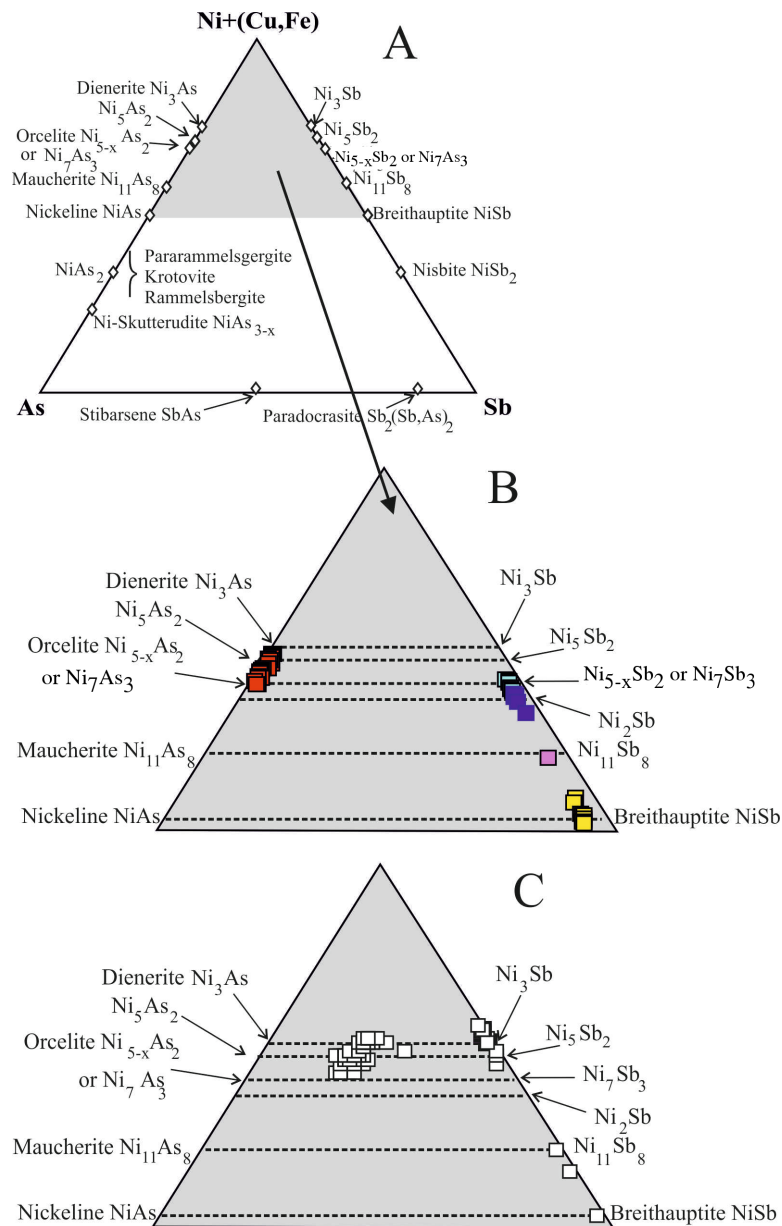 Ni+(Cu,Fe)
A
Dienerite Ni3As
Ni5As2
Orcelite Ni5-x As2
or Ni7As3
Maucherite Ni11As8
Nickeline NiAs
NiAs2
Pararammelsgergite
Krotovite
Rammelsbergite
Ni-Skutterudite NiAs3-x
Ni3Sb
Ni5Sb2
-Ni5-xSb2 or Ni7As3
Ni11Sb8
Breithauptite NiSb
Nisbite NiSb2
As
Sb
Stibarsene SbAs
Paradocrasite Sb2(Sb,As)2
B
Dienerite Ni3As
Ni5As2
Orcelite Ni5-xAs2
or Ni7As3
Maucherite Ni11As8
Nickeline NiAs
Ni3Sb
Ni5Sb2
Ni5-xSb2 or Ni7Sb3
Ni2Sb
Ni11Sb8
Breithauptite NiSb
C
Dienerite Ni3As
Ni5As2
Orcelite Ni5-xAs2
or Ni7 As3
Maucherite Ni11As8
Nickeline NiAs
Ni3Sb
Ni5Sb2
Ni7Sb3
Ni2Sb
Ni11Sb8
Breithauptite NiSb